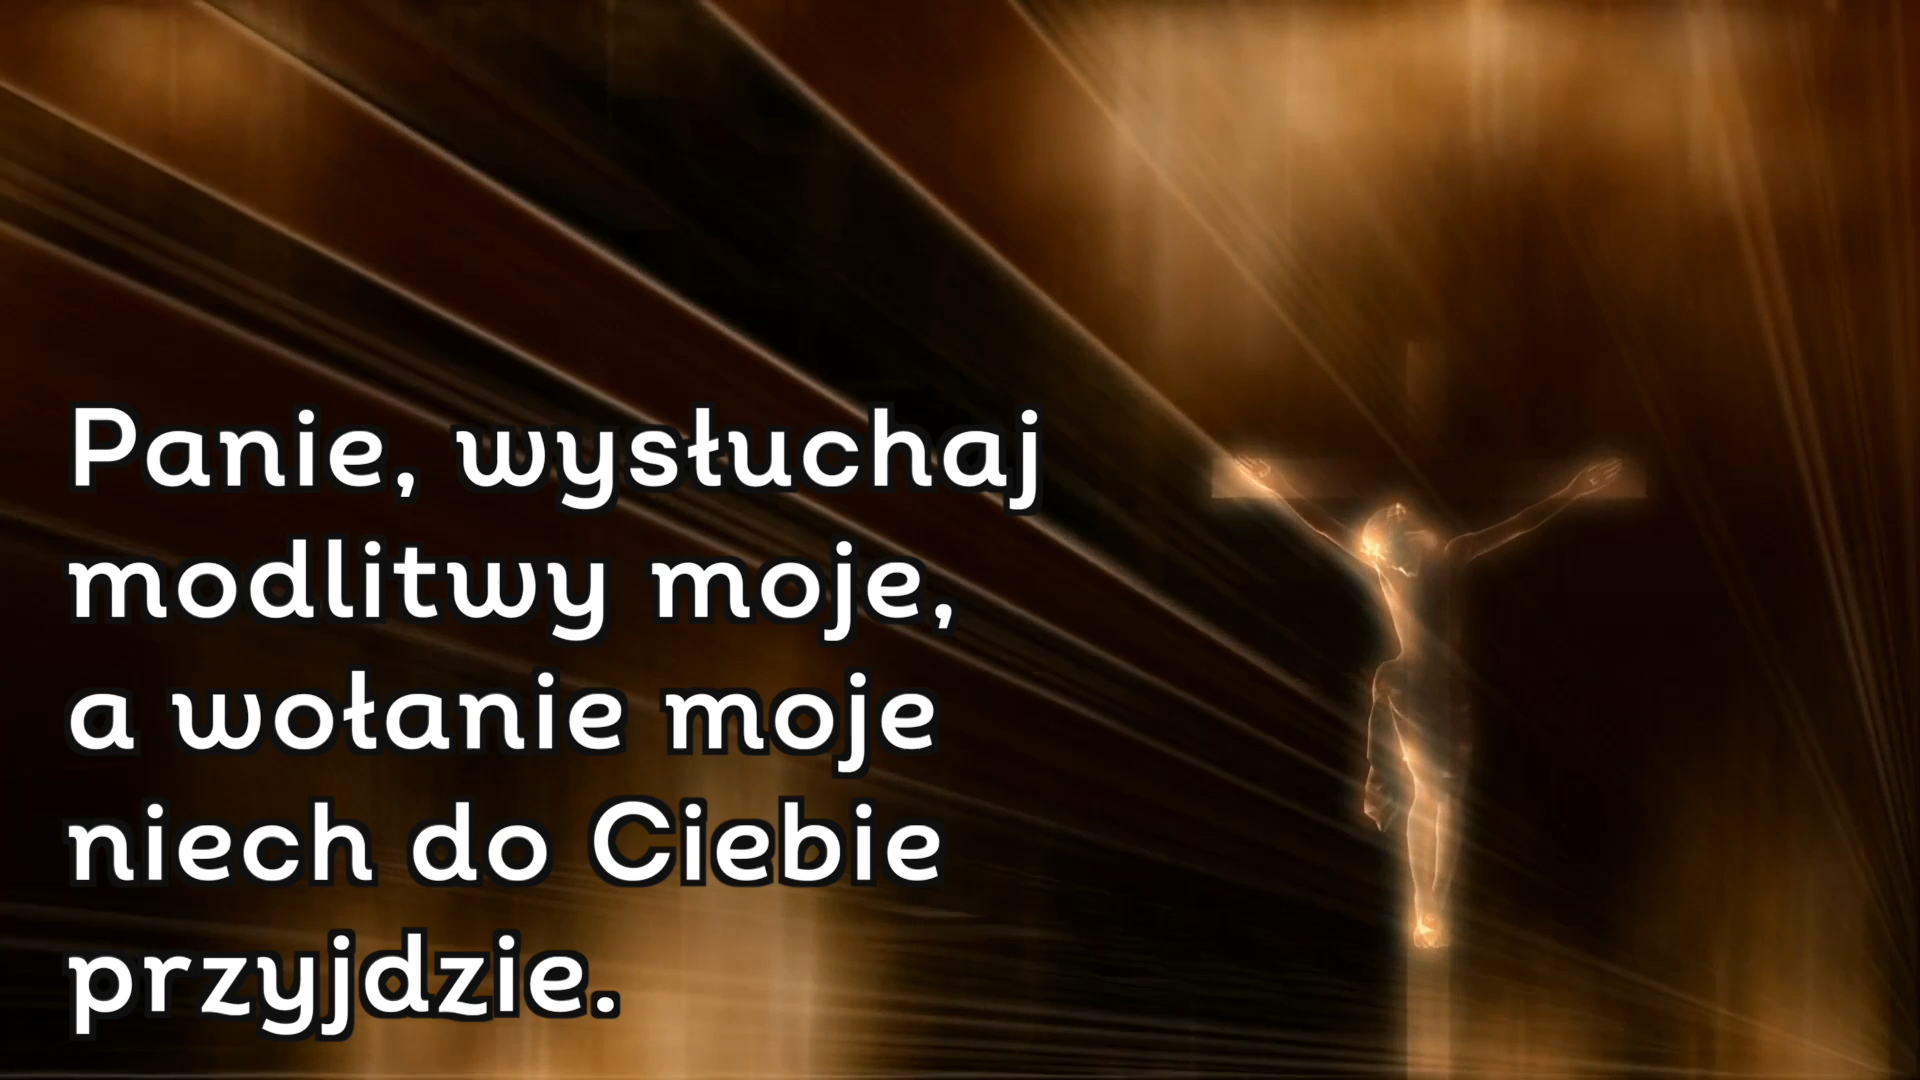 Panie, wysłuchaj
modlitwy moje,
a wołanie moje
niech do Ciebie
przyjdzie.